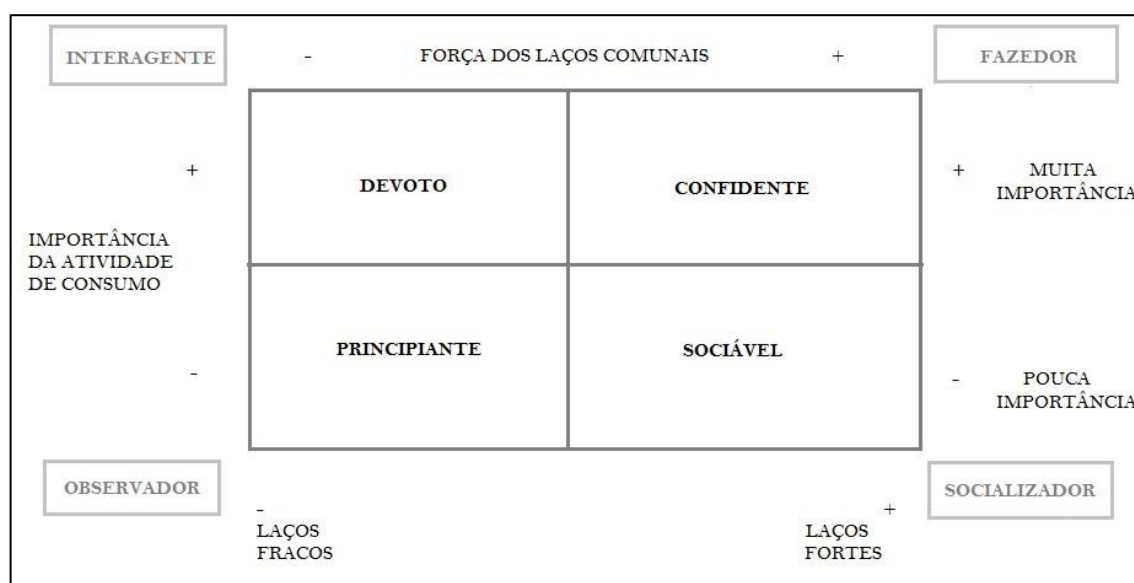 INTERAGENTE - FORÇA DOS LAÇOS COMUNAIS + FAZEDOR
+ DEVOTO CONFIDENTE + MUITA
IMPORTÂNCIA
IMPORTÂNCIA
DA ATIVIDADE
DE CONSUMO
PRINCIPIANTE SOCIÁVEL
- - POUCA
IMPORTÂNCIA
OBSERVADOR SOCIALIZADOR
- +
LAÇOS LAÇOS
FRACOS FORTES